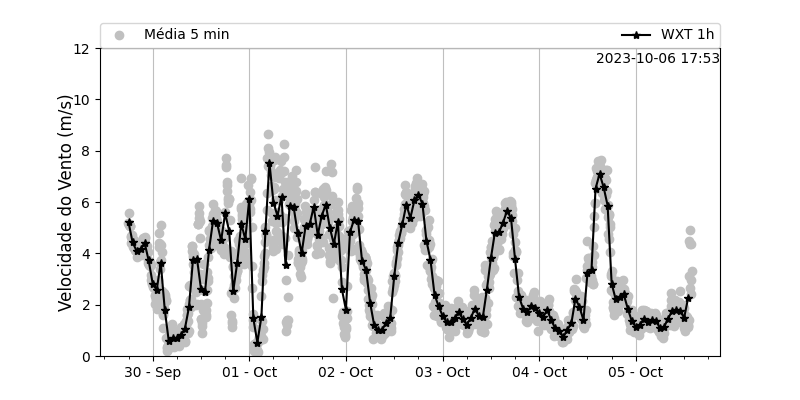 Média 5 min
WXT 1h
2023-10-06 17:53
Velocidade do Vento (m/s)
12
10
8
6
4
2
0
30 - Sep
01 - Oct
02 - Oct
03 - Oct
04 - Oct
05 - Oct